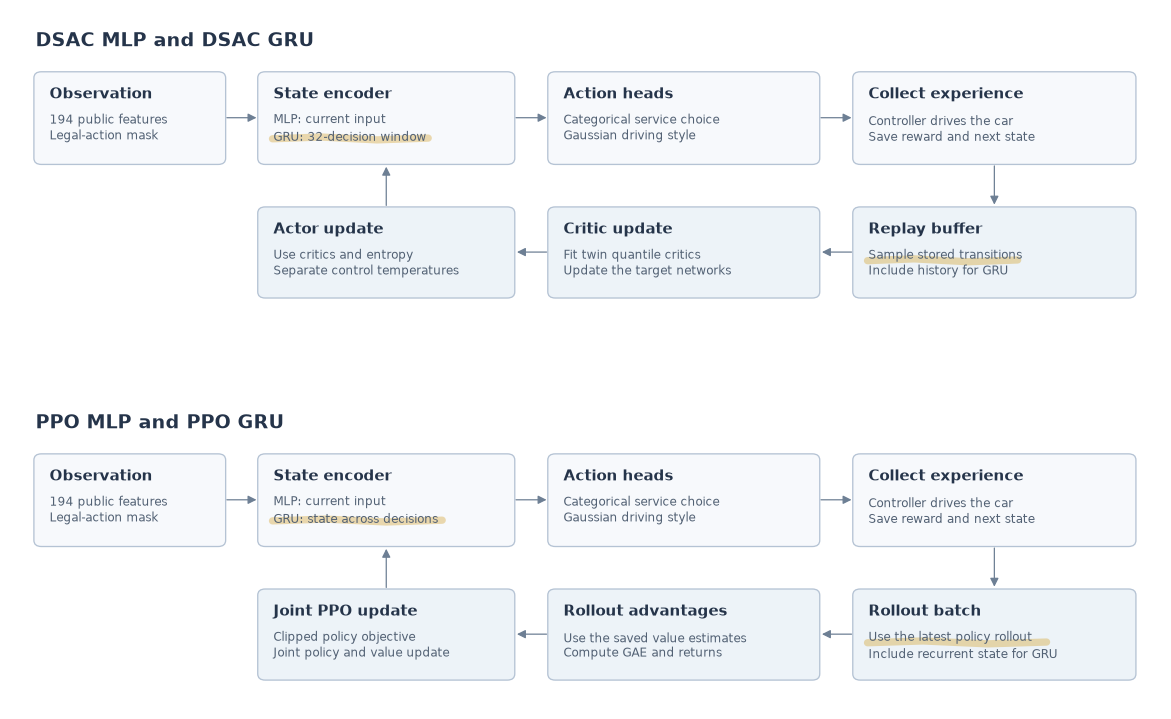 DSAC MLP and DSAC GRU
Observation
194 public features
Legal-action mask
State encoder
MLP: current input
GRU: 32-decision window
Action heads
Categorical service choice
Gaussian driving style
Collect experience
Controller drives the car
Save reward and next state
Actor update
Use critics and entropy
Separate control temperatures
Critic update
Fit twin quantile critics
Update the target networks
Replay buffer
Sample stored transitions
Include history for GRU
PPO MLP and PPO GRU
Observation
194 public features
Legal-action mask
State encoder
MLP: current input
GRU: state across decisions
Action heads
Categorical service choice
Gaussian driving style
Collect experience
Controller drives the car
Save reward and next state
Joint PPO update
Clipped policy objective
Joint policy and value update
Rollout advantages
Use the saved value estimates
Compute GAE and returns
Rollout batch
Use the latest policy rollout
Include recurrent state for GRU